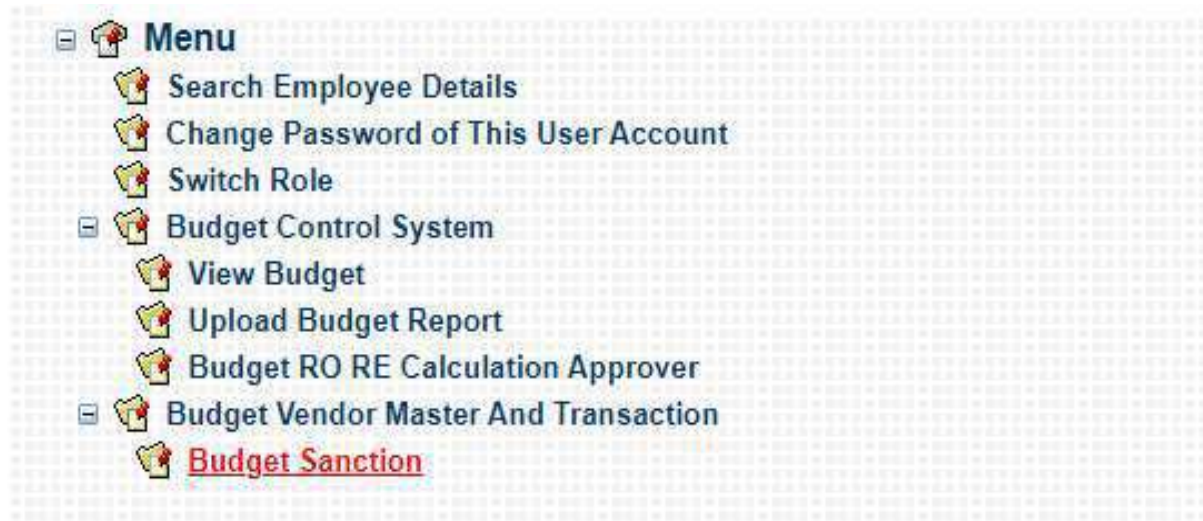 Menu
Search Employee Details
Change Password of This User Account
Switch Role
Budget Control System
View Budget
Upload Budget Report
Budget RO RE Calculation Approver
Budget Vendor Master And Transaction
Budget Sanction